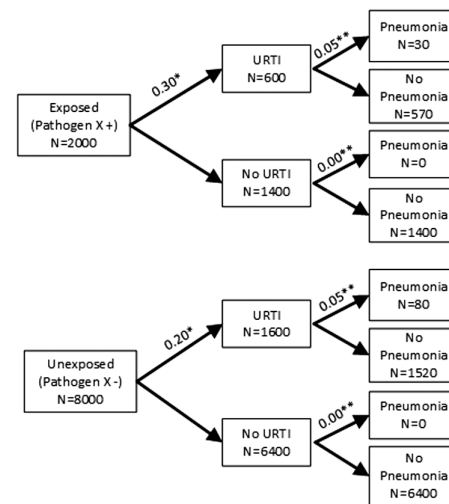 Exposed
(Pathogen X+)
N=2000
0.30*
URTI
N=600
0.05**
Pneumonia
N=30
No
Pneumonia
N=570
No URTI
N=1400
0.00**
Pneumonia
N=0
No
Pneumonia
N=1400
Unexposed
(Pathogen X-)
N=8000
0.20*
URTI
N=1600
0.05**
Pneumonia
N=80
No
Pneumonia
N=1520
No URTI
N=6400
0.00**
Pneumonia
N=0
No
Pneumonia
N=6400